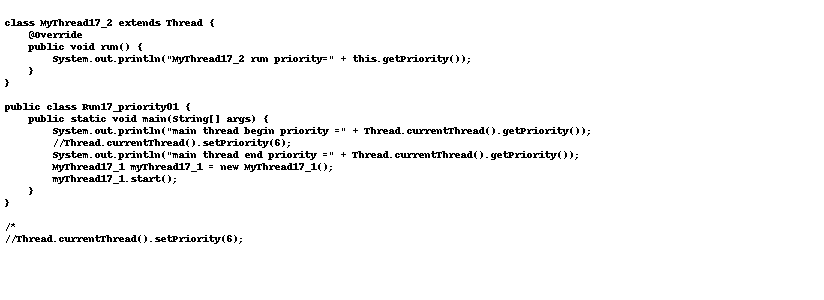 class MyThread17_2 extends Thread {
    @Override
    public void run() {
        System.out.println("MyThread17_2 run priority=" + this.getPriority());
    }
}

public class Run17_priority01 {
    public static void main(String[] args) {
        System.out.println("main thread begin priority =" + Thread.currentThread().getPriority());
        //Thread.currentThread().setPriority(6);
        System.out.println("main thread end priority =" + Thread.currentThread().getPriority());
        MyThread17_1 myThread17_1 = new MyThread17_1();
        myThread17_1.start();
    }
}

/*
//Thread.currentThread().setPriority(6);